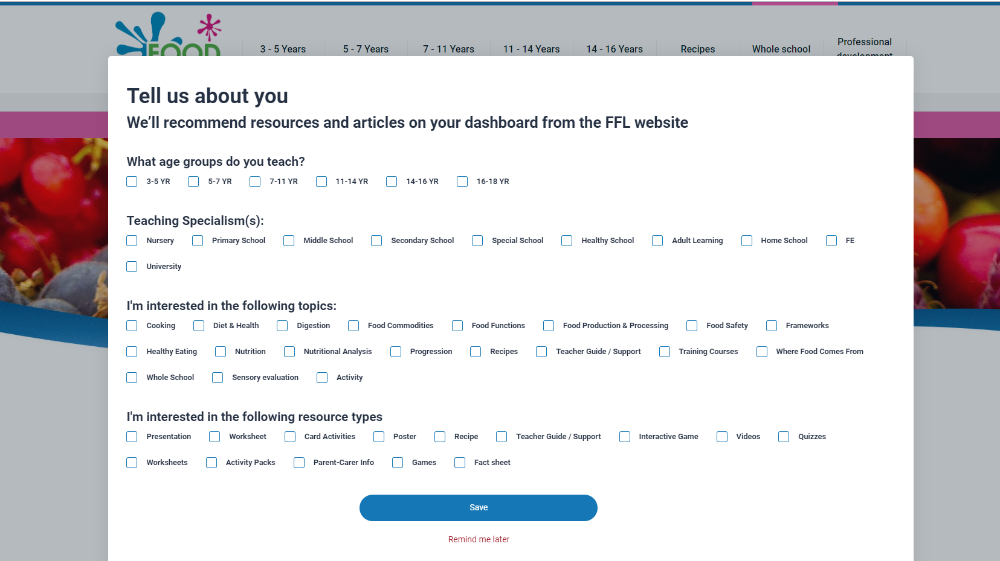 FOOD
3 - 5 Years
5 - 7 Years
7 - 11 Years
11 - 14 Years
14 - 16 Years
Recipes
Whole school
Professional
development
Tell us about you
We’ll recommend resources and articles on your dashboard from the FFL website
What age groups do you teach?
3-5 YR 5-7 YR 7-11 YR 11-14 YR 14-16 YR 16-18 YR
Teaching Specialism(s):
Nursery Primary School Middle School Secondary School Special School Healthy School Adult Learning Home School FE
University
I'm interested in the following topics:
Cooking Diet & Health Digestion Food Commodities Food Functions Food Production & Processing Food Safety Frameworks
Healthy Eating Nutrition Nutritional Analysis Progression Recipes Teacher Guide / Support Training Courses Where Food Comes From
Whole School Sensory evaluation Activity
I'm interested in the following resource types
Presentation Worksheet Card Activities Poster Recipe Teacher Guide / Support Interactive Game Videos Quizzes
Worksheets Activity Packs Parent-Carer Info Games Fact sheet
Save
Remind me later